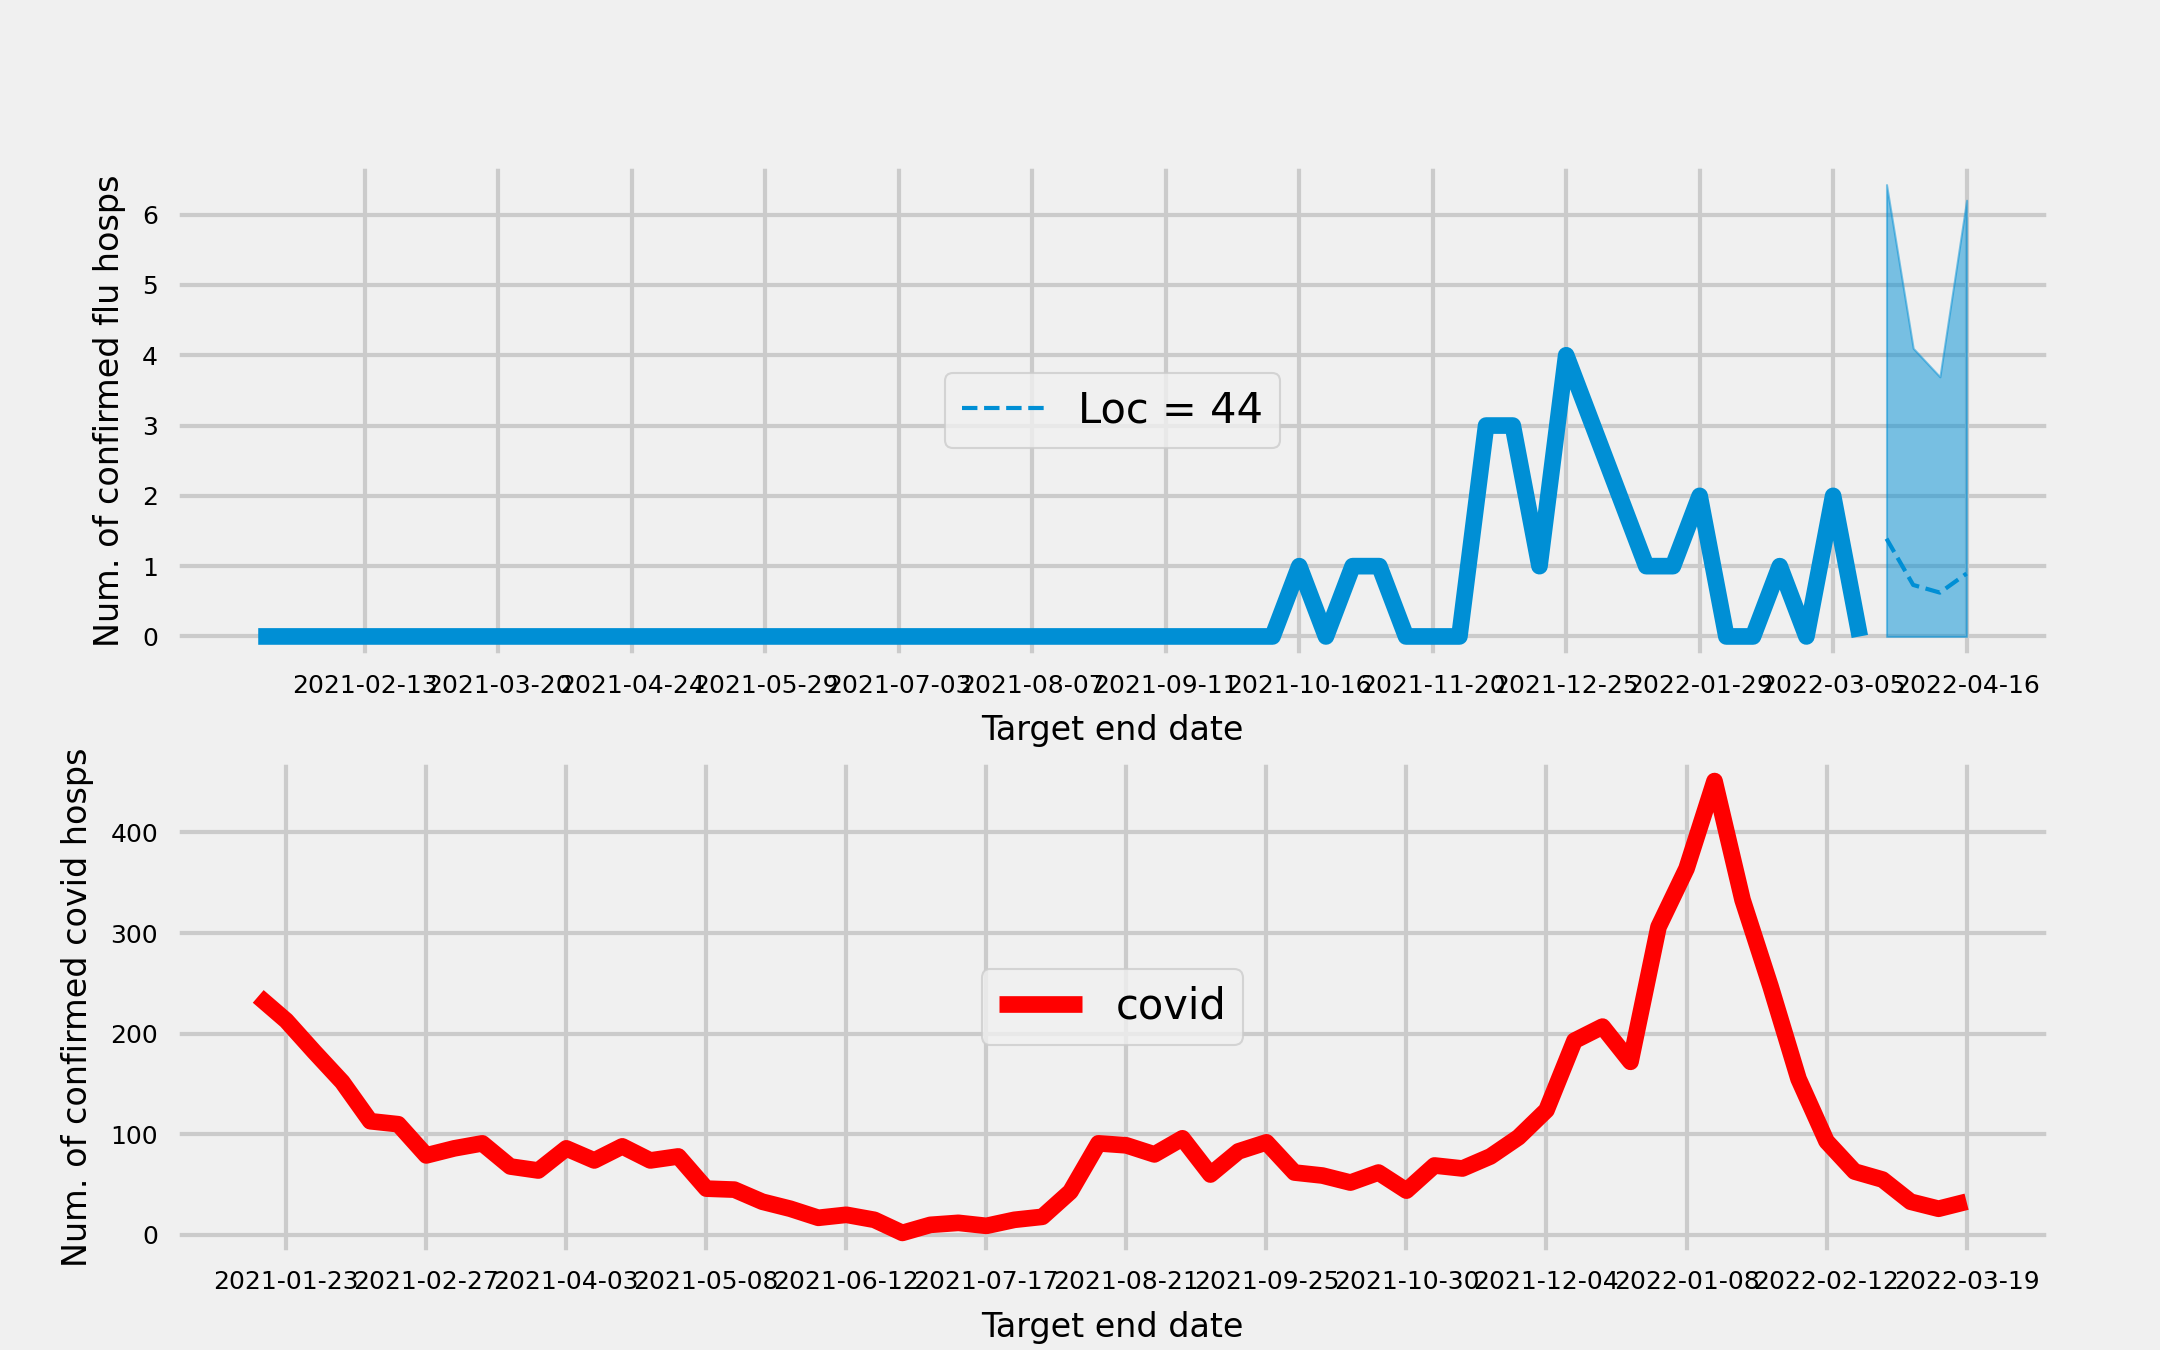 Num. of confirmed flu hosps
6
5
4
3
2
1
0
Loc = 44
2021-02-13 2021-03-20 2021-04-24 2021-05-29 2021-07-03 2021-08-07 2021-09-11 2021-10-16 2021-11-20 2021-12-25 2022-01-29 2022-03-05 2022-04-16
Target end date
Num. of confirmed covid hosps
400
300
200
100
0
covid
2021-01-23 2021-02-27 2021-04-03 2021-05-08 2021-06-12 2021-07-17 2021-08-21 2021-09-25 2021-10-30 2021-12-04 2022-01-08 2022-02-12 2022-03-19
Target end date